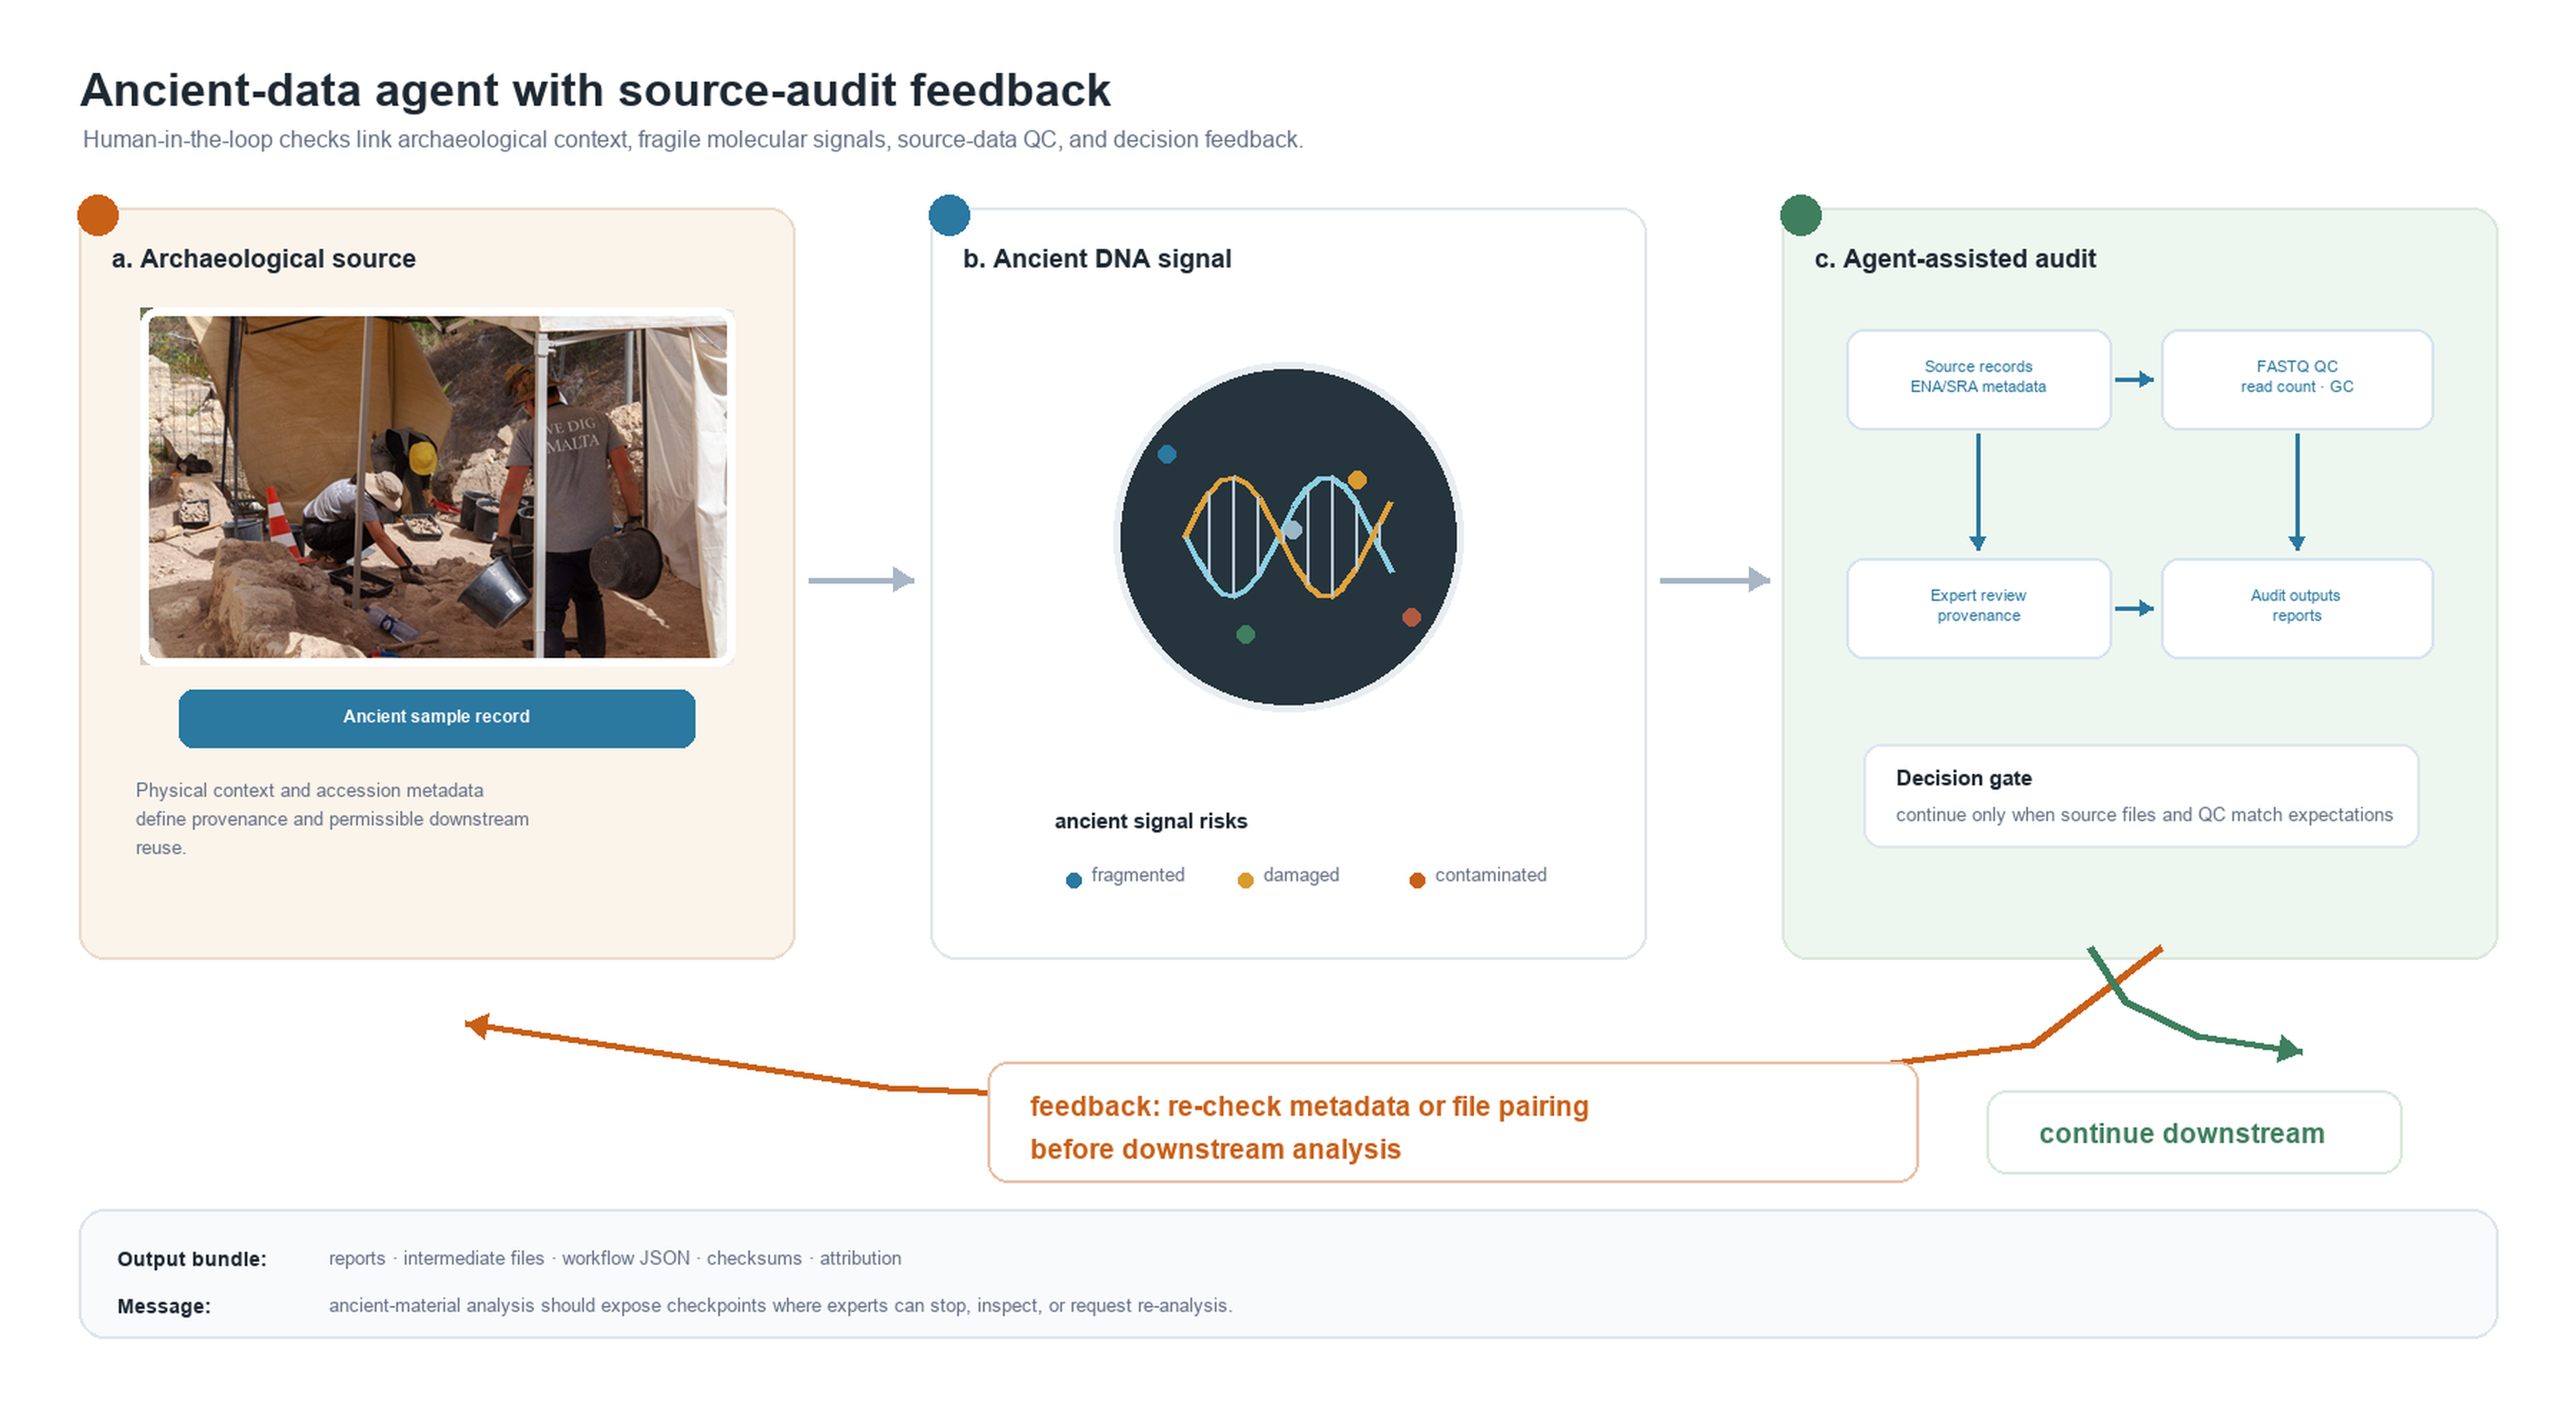 Ancient-data agent with source-audit feedback
Human-in-the-loop checks link archaeological context, fragile molecular signals, source-data QC, and decision feedback.
a. Archaeological source
VE DIG
MALTA
Ancient sample record
Physical context and accession metadata
define provenance and permissible downstream
reuse.
b. Ancient DNA signal
ancient signal risks
fragmented
damaged
contaminated
c. Agent-assisted audit
Source records
ENA/SRA metadata
FASTQ QC
read count · GC
Expert review
provenance
Audit outputs
reports
Decision gate
continue only when source files and QC match expectations
feedback: re-check metadata or file pairing
before downstream analysis
continue downstream
Output bundle: reports · intermediate files · workflow JSON · checksums · attribution
Message: ancient-material analysis should expose checkpoints where experts can stop, inspect, or request re-analysis.